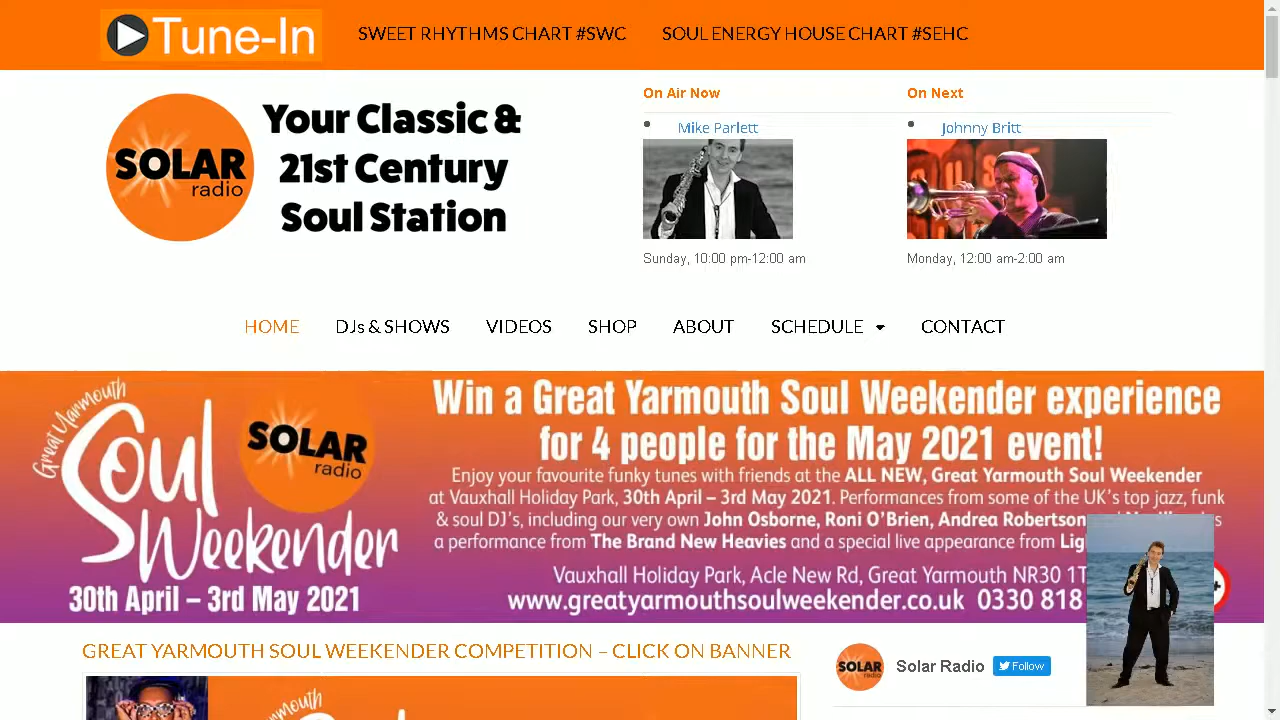 Tune-In
SWEET RHYTHMS CHART #SWC
SOUL ENERGY HOUSE CHART #SEHC
SOLAR
radio
Your Classic &
21st Century
Soul Station
On Air Now
Mike Parlett
Sunday, 10:00 pm-12:00 am
On Next
Johnny Britt
Monday, 12:00 am-2:00 am
HOME
DJs & SHOWS
VIDEOS
SHOP
ABOUT
SCHEDULE
CONTACT
Great Yarmouth
Soul
Weekender
SOLAR
radio
30th April – 3rd May 2021
Win a Great Yarmouth Soul Weekender experience
for 4 people for the May 2021 event!
Enjoy your favourite funky tunes with friends at the ALL NEW, Great Yarmouth Soul Weekender
at Vauxhall Holiday Park, 30th April – 3rd May 2021. Performances from some of the UK's top jazz, funk
& soul DJ's, including our very own John Osborne, Roni O'Brien, Andrea Robertson
a performance from The Brand New Heavies and a special live appearance from
Vauxhall Holiday Park, Acle New Rd, Great Yarmouth NR30
www.greatyarmouthsoulweekender.co.uk 0330 818
GREAT YARMOUTH SOUL WEEKENDER COMPETITION – CLICK ON BANNER
SOLAR
radio
Solar Radio
Follow